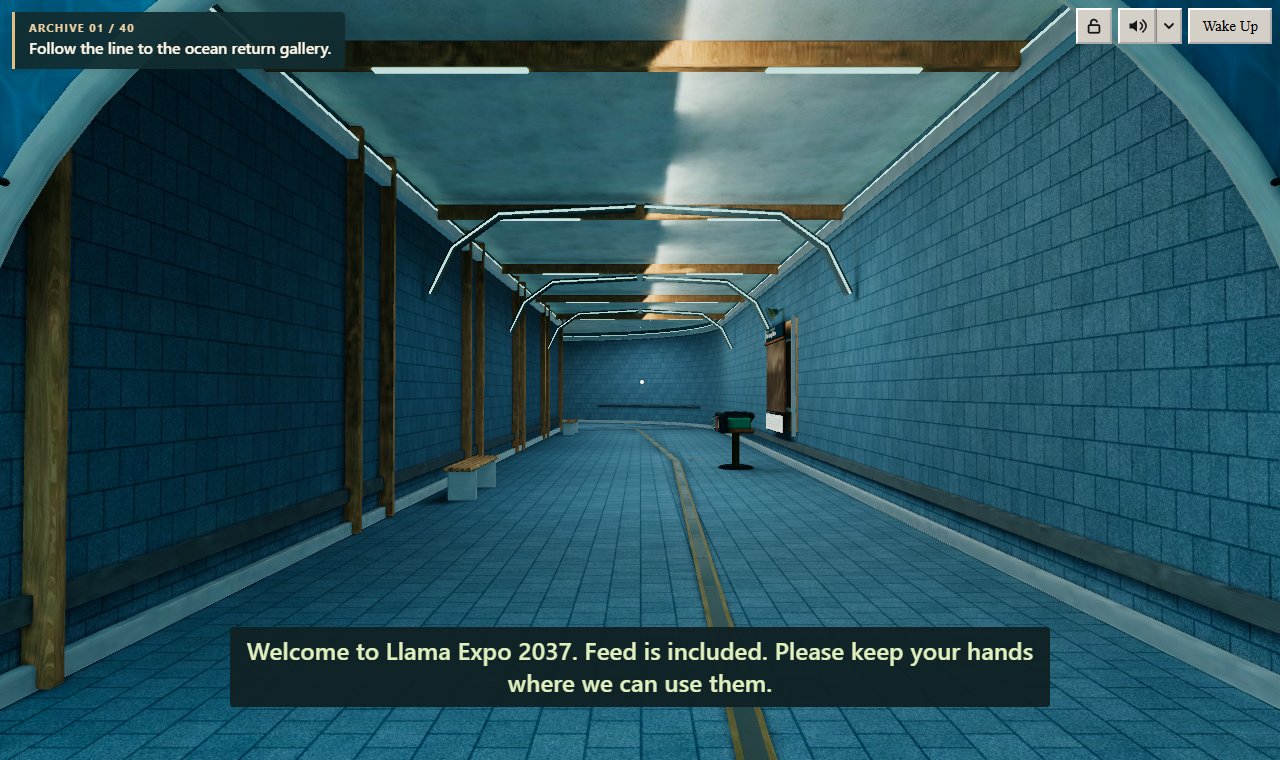 ARCHIVE 01 / 40
Follow the line to the ocean return gallery.
Wake Up
Welcome to Llama Expo 2037. Feed is included. Please keep your hands
where we can use them.